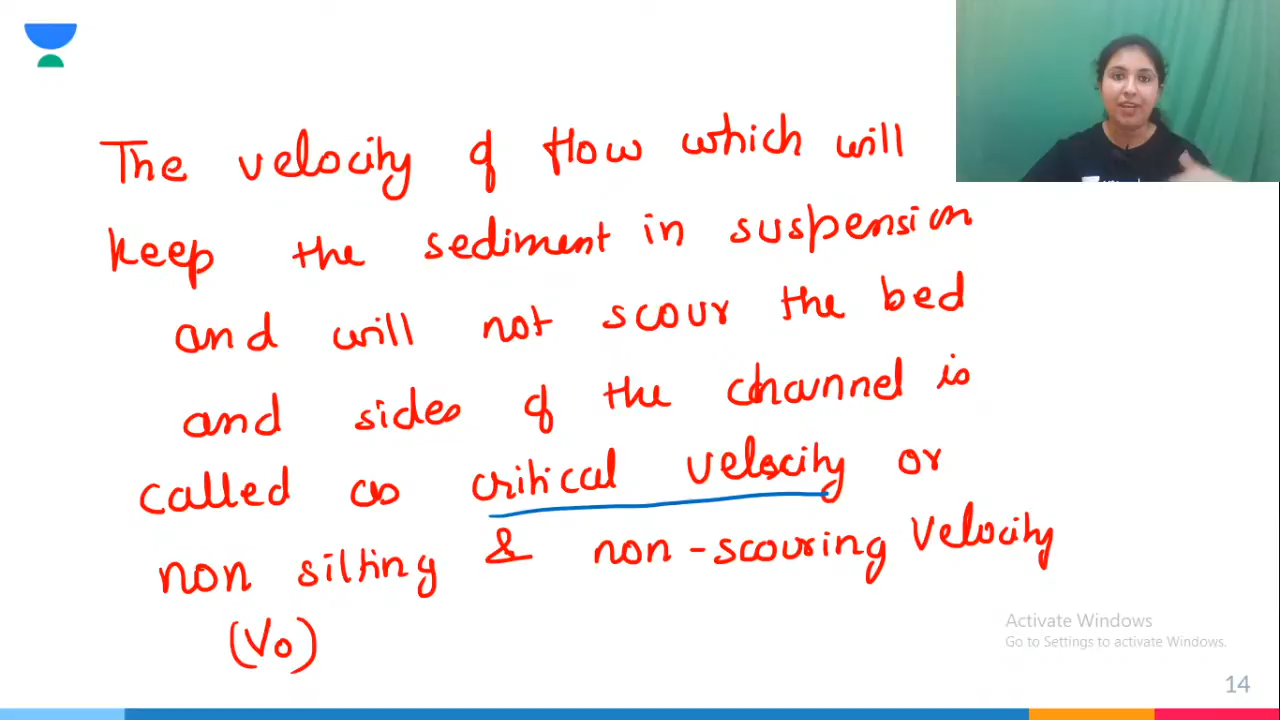 The velocity of flow which will
keep the sediment in suspension
and will not scour the bed
and sides of the channel is
called as critical velocity or
non silting & non-scouring velocity
(V0)
Activate Windows
Go to Settings to activate Windows.
14